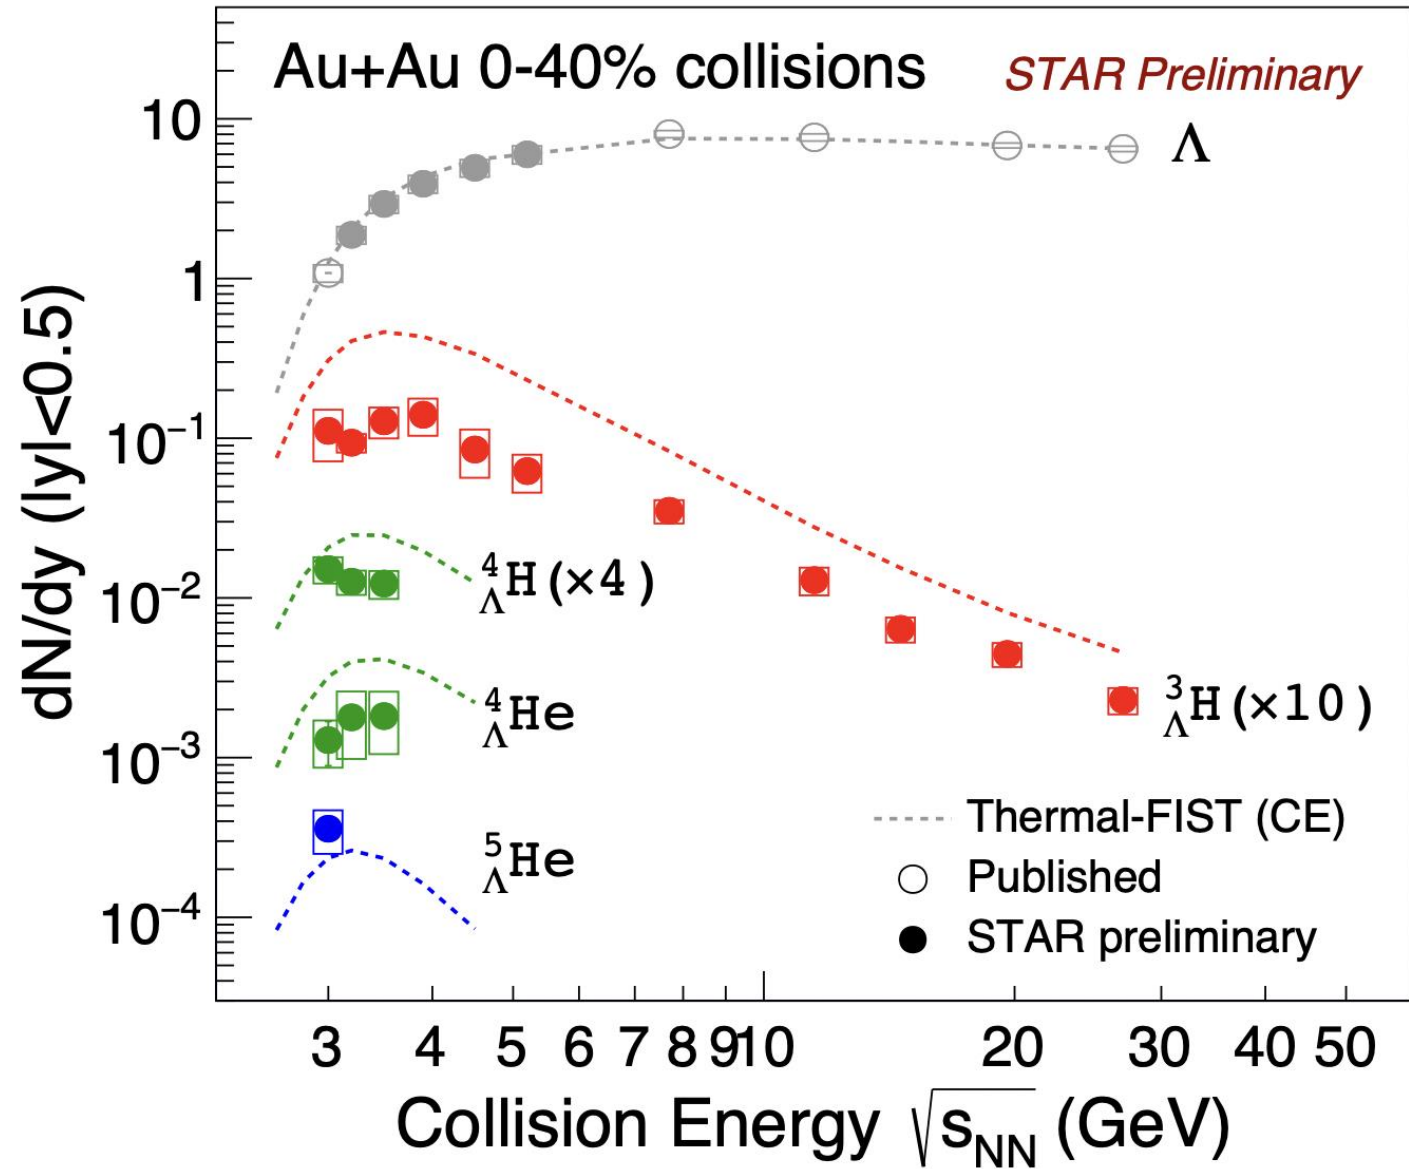 Au+Au 0-40% collisions
STAR Preliminary
10
1
10⁻¹
10⁻²
10⁻³
10⁻⁴
dN/dy (|y|<0.5)
Λ
⁴ΛH(×4)
⁴ΛHe
³ΛH(×10)
⁵ΛHe
Thermal-FIST (CE)
Published
STAR preliminary
3 4 5 6 7 8 9 10 20 30 40 50
Collision Energy √sNN (GeV)